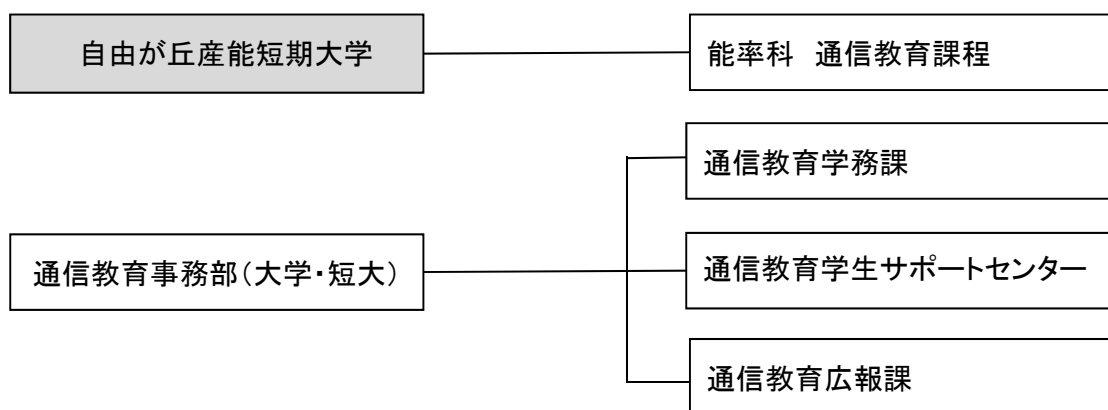 自由が丘産能短期大学
能率科　通信教育課程
通信教育学務課
通信教育事務部(大学・短大)
通信教育学生サポートセンター
通信教育広報課